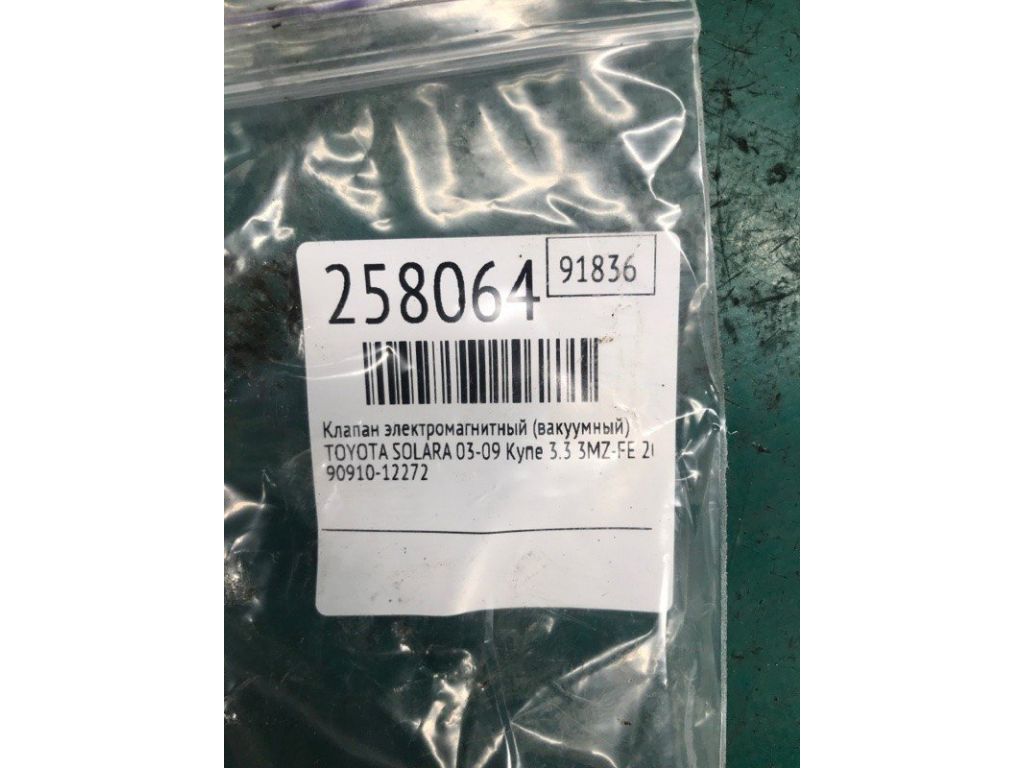 258064
91836
Клапан электромагнитный (вакуумный)
TOYOTA SOLARA 03-09 Купе 3.3 3MZ-FE
90910-12272